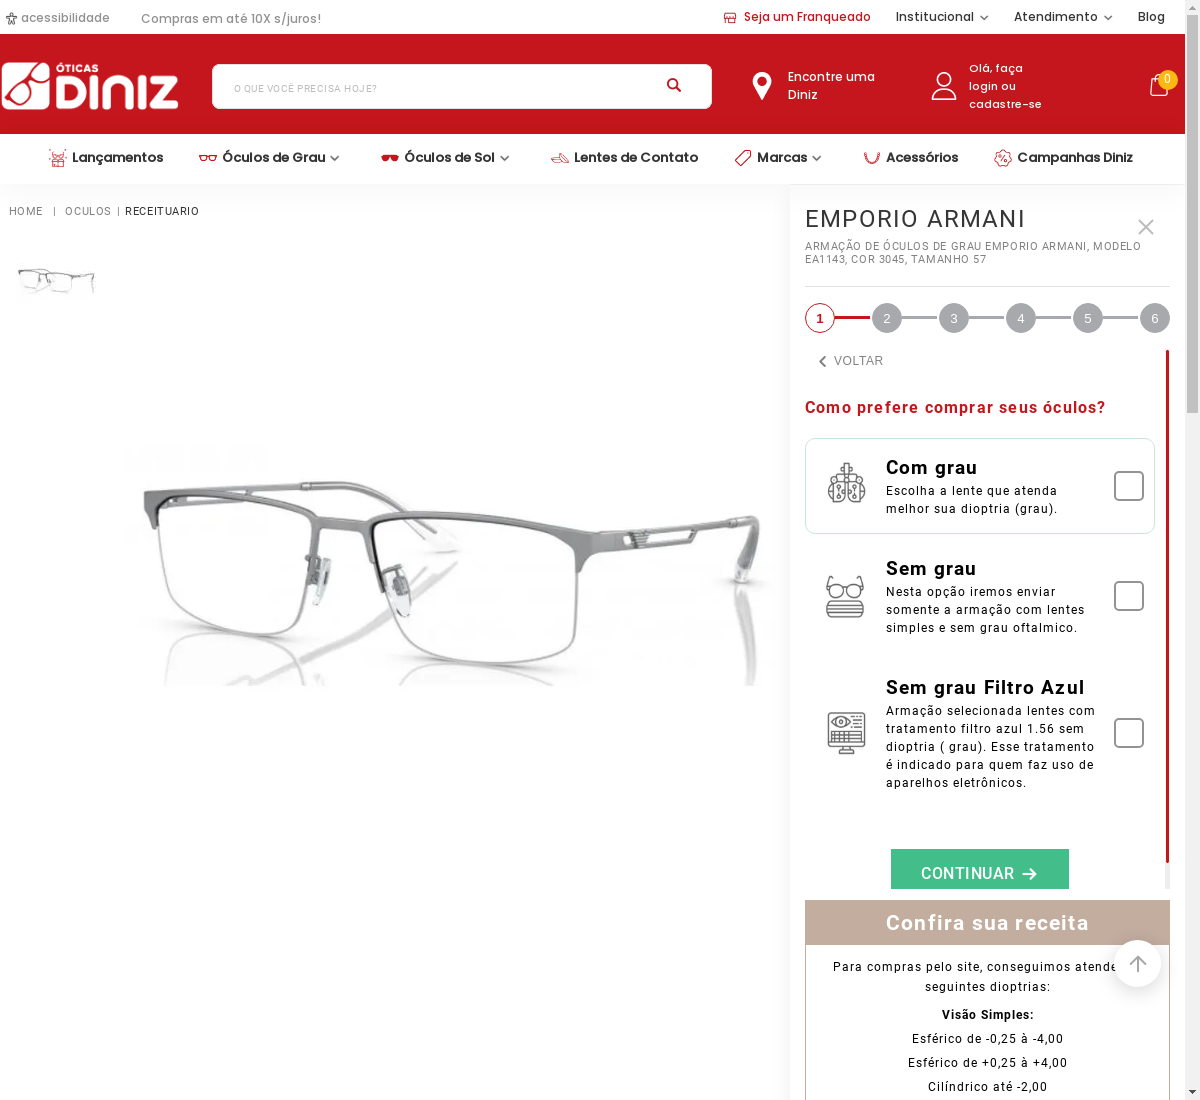 acessibilidade
Compras em até 10X s/juros!
Seja um Franqueado
Institucional
Atendimento
Blog
ÓTICAS
DINIZ
O QUE VOCÊ PRECISA HOJE?
Encontre uma
Diniz
Olá, faça
login ou
cadastre-se
0
Lançamentos
Óculos de Grau
Óculos de Sol
Lentes de Contato
Marcas
Acessórios
Campanhas Diniz
HOME | OCULOS | RECEITUARIO
EMPORIO ARMANI
ARMAÇÃO DE ÓCULOS DE GRAU EMPORIO ARMANI, MODELO
EA1143, COR 3045, TAMANHO 57
1 2 3 4 5 6
VOLTAR
Como prefere comprar seus óculos?
Com grau
Escolha a lente que atenda
melhor sua dioptria (grau).
Sem grau
Nesta opção iremos enviar
somente a armação com lentes
simples e sem grau oftalmico.
Sem grau Filtro Azul
Armação selecionada lentes com
tratamento filtro azul 1.56 sem
dioptria ( grau). Esse tratamento
é indicado para quem faz uso de
aparelhos eletrônicos.
CONTINUAR
Confira sua receita
Para compras pelo site, conseguimos
seguintes dioptrias:
Visão Simples:
Esférico de -0,25 à -4,00
Esférico de +0,25 à +4,00
Cilíndrico até -2,00